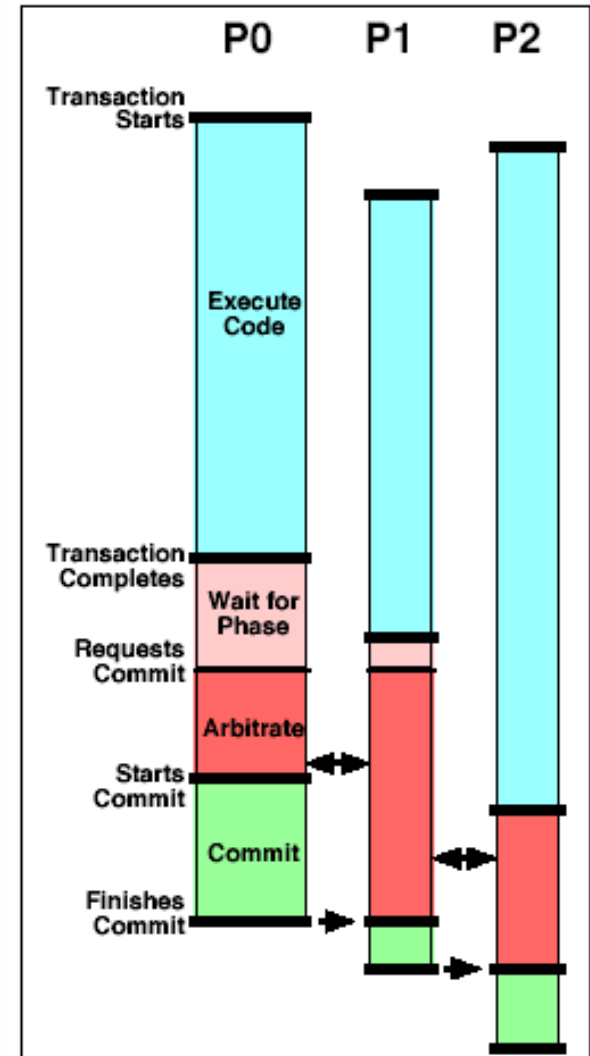 P0 P1 P2
Transaction
Starts
Execute
Code
Transaction
Completes
Wait for
Phase
Requests
Commit
Arbitrate
Starts
Commit
Commit
Finishes
Commit